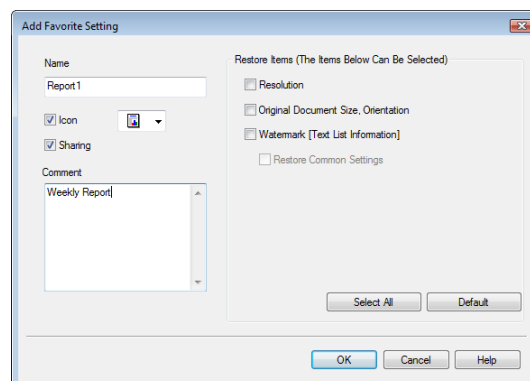 Add Favorite Setting
Name
Report1
Icon
Sharing
Comment
Weekly Report
Restore Items (The Items Below Can Be Selected)
Resolution
Original Document Size, Orientation
Watermark [Text List Information]
Restore Common Settings
Select All
Default
OK
Cancel
Help